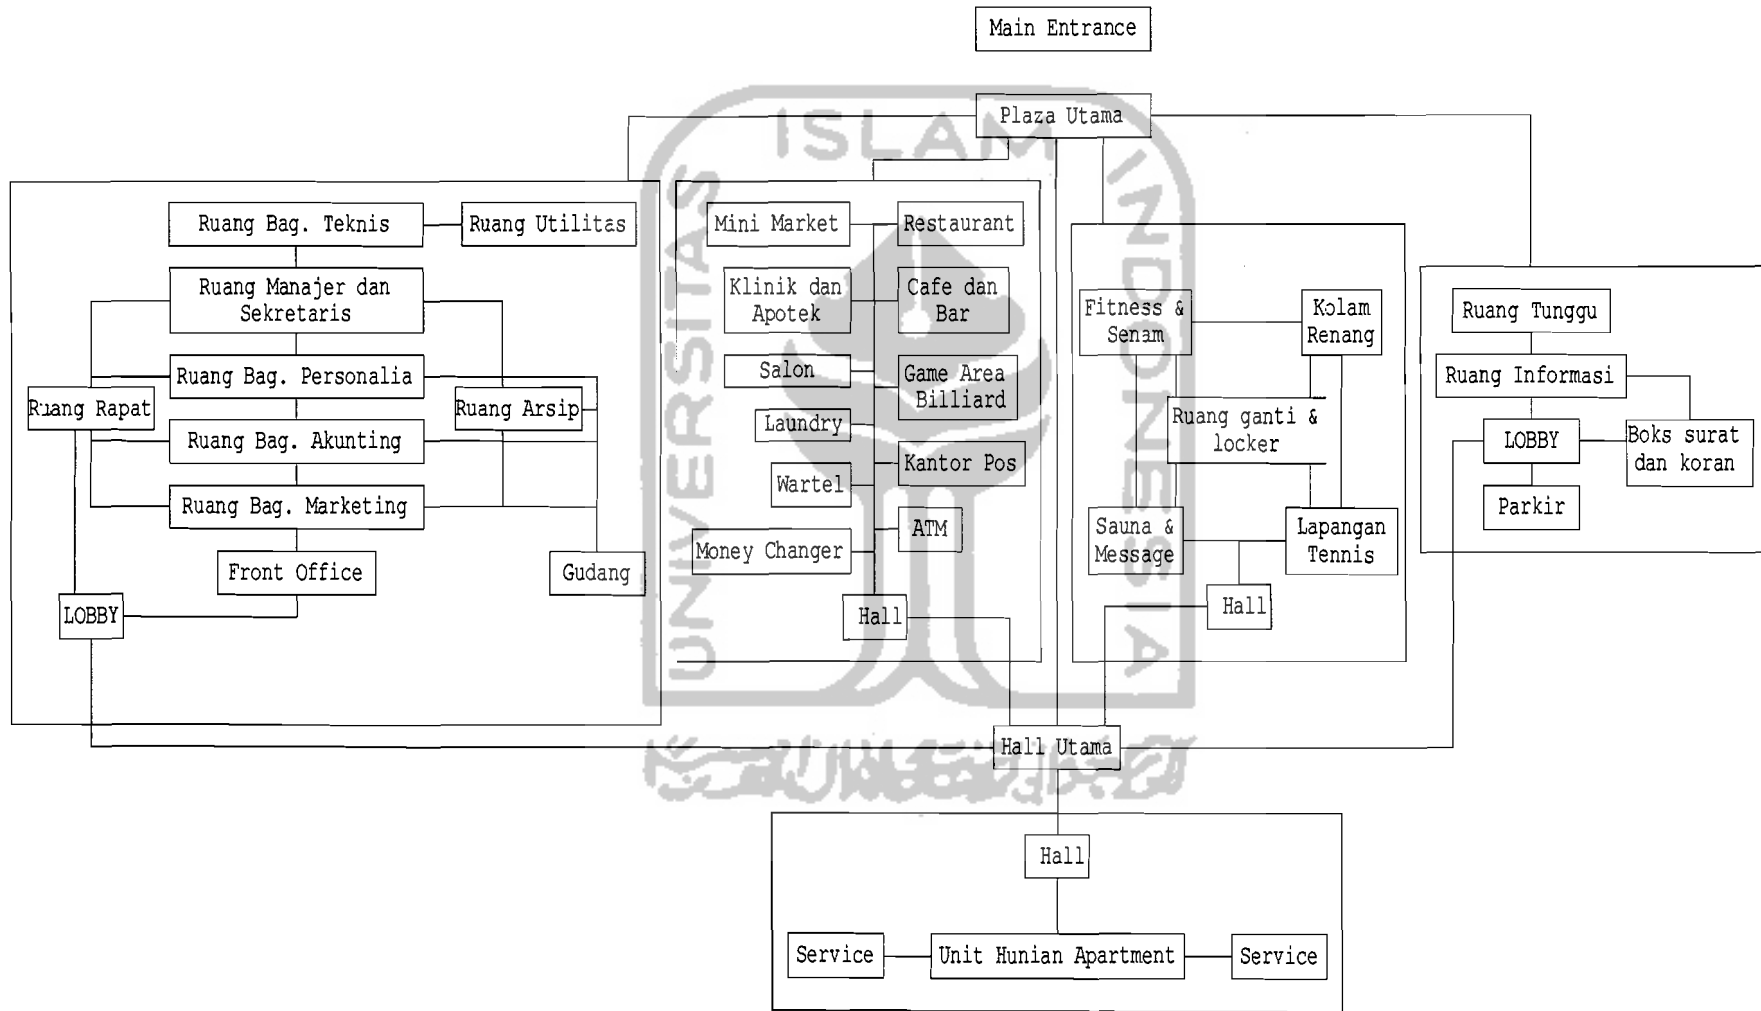 Main Entrance
Plaza Utama
Ruang Bag. Teknis
Ruang Utilitas
Ruang Manajer dan
Sekretaris
Ruang Bag. Personalia
Ruang Rapat
Ruang Arsip
Ruang Bag. Akunting
Ruang Bag. Marketing
Front Office
Gudang
LOBBY
Mini Market
Restaurant
Klinik dan
Apotek
Cafe dan
Bar
Salon
Game Area
Billiard
Laundry
Kantor Pos
Wartel
ATM
Money Changer
Hall
Fitness &
Senam
Kolam
Renang
Ruang ganti &
locker
Sauna &
Message
Lapangan
Tennis
Hall
Ruang Tunggu
Ruang Informasi
LOBBY
Boks surat
dan koran
Parkir
Hall Utama
Hall
Service
Unit Hunian Apartment
Service
UNIVERSITAS
ISLAM
INDONESIA